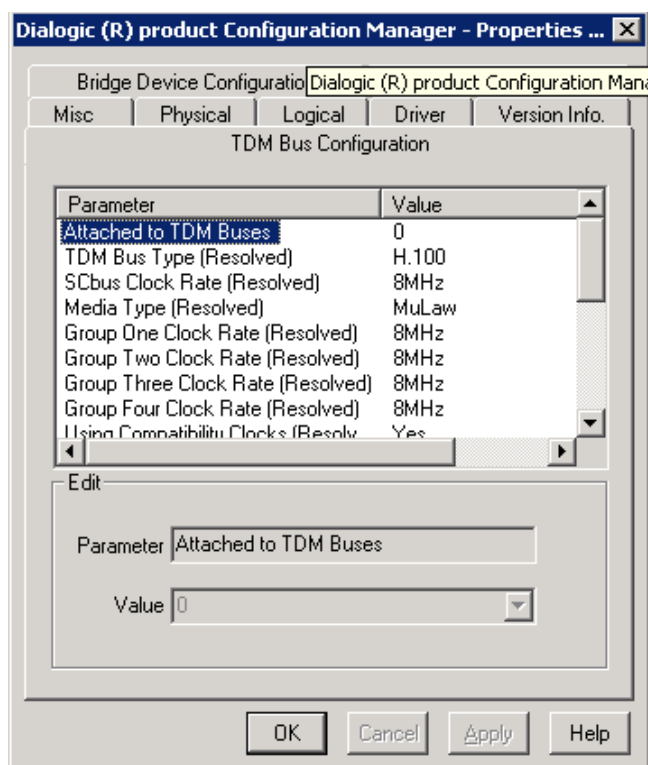 Dialogic (R) product Configuration Manager - Properties ...
Bridge Device Configuratio
Dialogic (R) product Configuration Mana
Misc Physical Logical Driver Version Info.
TDM Bus Configuration
Parameter Value
Attached to TDM Buses 0
TDM Bus Type (Resolved) H.100
SCbus Clock Rate (Resolved) 8MHz
Media Type (Resolved) MuLaw
Group One Clock Rate (Resolved) 8MHz
Group Two Clock Rate (Resolved) 8MHz
Group Three Clock Rate (Resolved) 8MHz
Group Four Clock Rate (Resolved) 8MHz
Using Compatibility Clocks (Resolv Yes
Edit
Parameter Attached to TDM Buses
Value 0
OK Cancel Apply Help